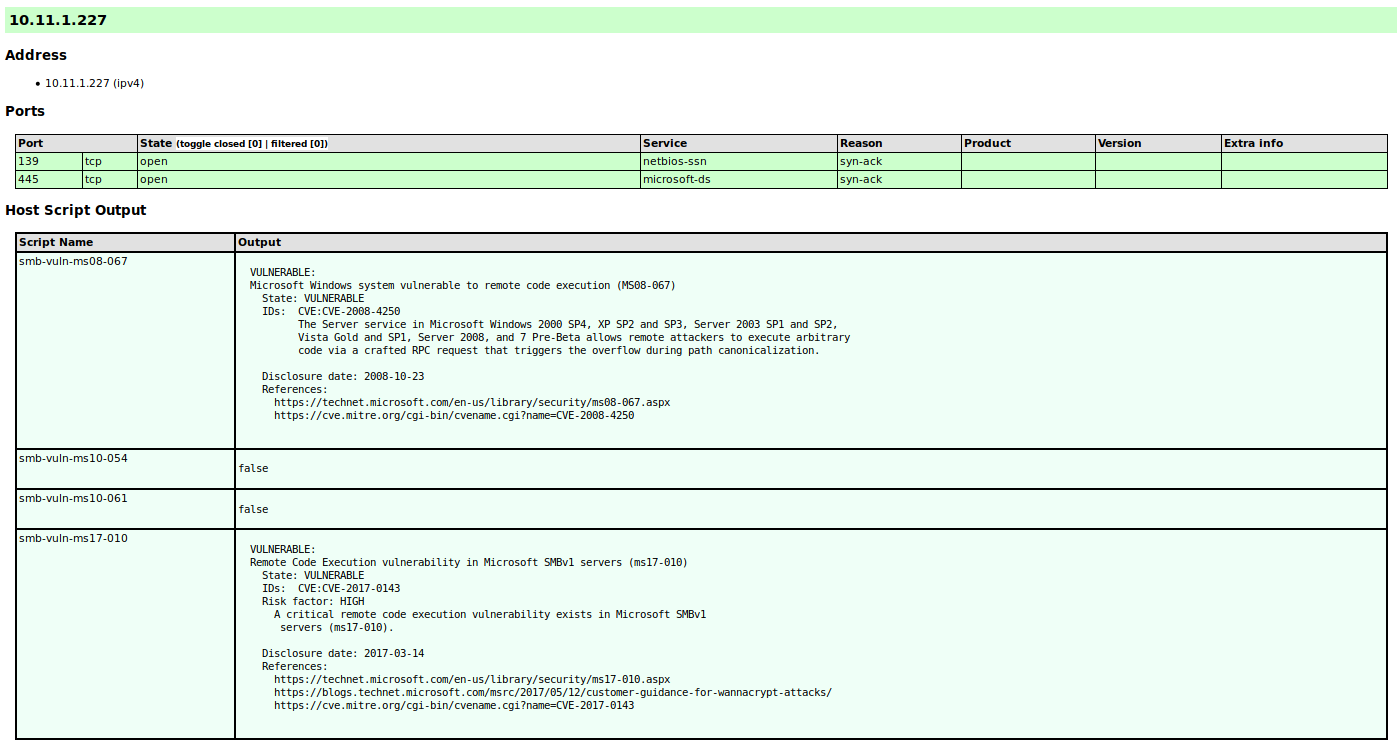 10.11.1.227
Address
• 10.11.1.227 (ipv4)
Ports
Port State (toggle closed [0] | filtered [0]) Service Reason Product Version Extra info
139 tcp open netbios-ssn syn-ack
445 tcp open microsoft-ds syn-ack
Host Script Output
Script Name Output
smb-vuln-ms08-067
VULNERABLE:
Microsoft Windows system vulnerable to remote code execution (MS08-067)
State: VULNERABLE
IDs:  CVE:CVE-2008-4250
The Server service in Microsoft Windows 2000 SP4, XP SP2 and SP3, Server 2003 SP1 and SP2,
Vista Gold and SP1, Server 2008, and 7 Pre-Beta allows remote attackers to execute arbitrary
code via a crafted RPC request that triggers the overflow during path canonicalization.
Disclosure date: 2008-10-23
References:
https://technet.microsoft.com/en-us/library/security/ms08-067.aspx
https://cve.mitre.org/cgi-bin/cvename.cgi?name=CVE-2008-4250
smb-vuln-ms10-054
false
smb-vuln-ms10-061
false
smb-vuln-ms17-010
VULNERABLE:
Remote Code Execution vulnerability in Microsoft SMBv1 servers (ms17-010)
State: VULNERABLE
IDs:  CVE:CVE-2017-0143
Risk factor: HIGH
A critical remote code execution vulnerability exists in Microsoft SMBv1
servers (ms17-010).
Disclosure date: 2017-03-14
References:
https://technet.microsoft.com/en-us/library/security/ms17-010.aspx
https://blogs.technet.microsoft.com/msrc/2017/05/12/customer-guidance-for-wannacrypt-attacks/
https://cve.mitre.org/cgi-bin/cvename.cgi?name=CVE-2017-0143